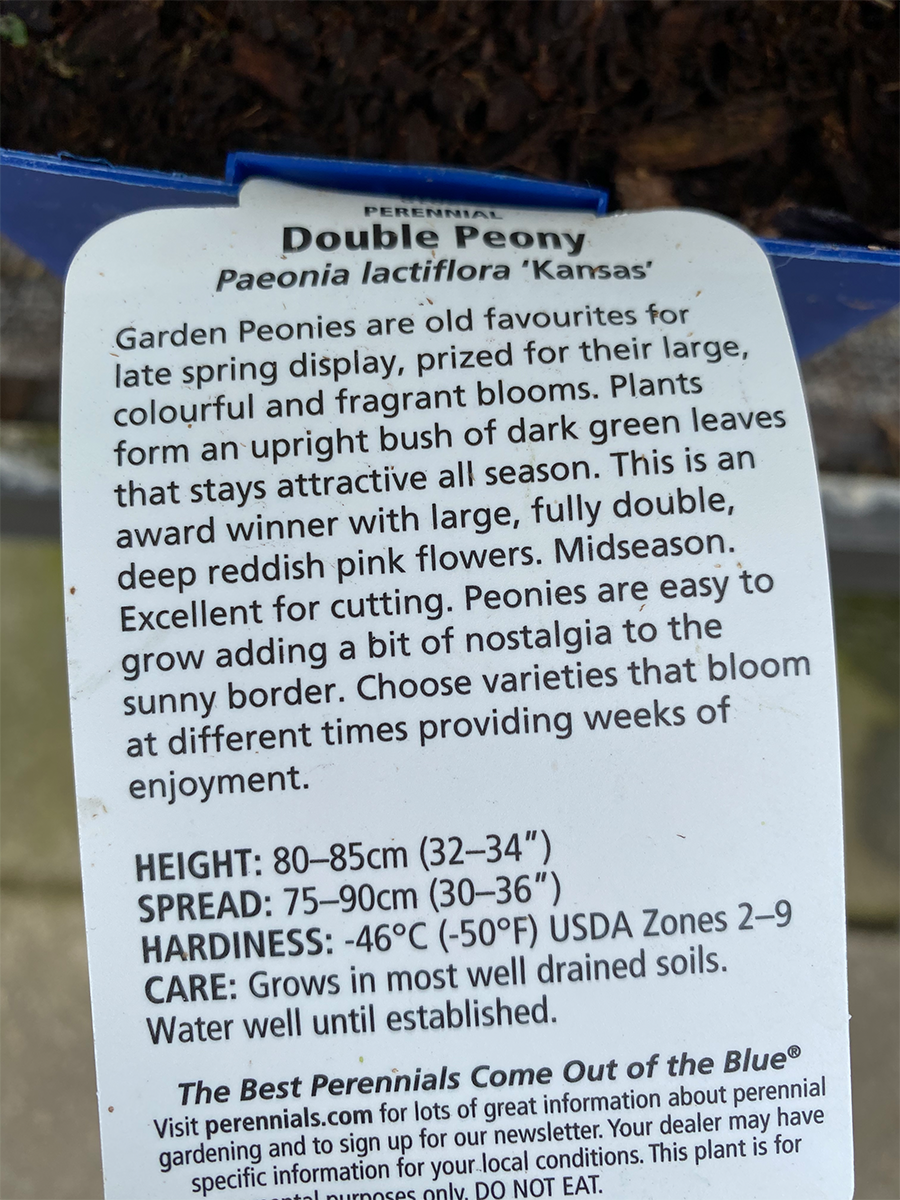 PERENNIAL
Double Peony
Paeonia lactiflora 'Kansas'
Garden Peonies are old favourites for
late spring display, prized for their large,
colourful and fragrant blooms. Plants
form an upright bush of dark green leaves
that stays attractive all season. This is an
award winner with large, fully double,
deep reddish pink flowers. Midseason.
Excellent for cutting. Peonies are easy to
grow adding a bit of nostalgia to the
sunny border. Choose varieties that bloom
at different times providing weeks of
enjoyment.
HEIGHT: 80–85cm (32–34″)
SPREAD: 75–90cm (30–36″)
HARDINESS: -46°C (-50°F) USDA Zones 2–9
CARE: Grows in most well drained soils.
Water well until established.
The Best Perennials Come Out of the Blue®
Visit perennials.com for lots of great information about perennial
gardening and to sign up for our newsletter. Your dealer may have
specific information for your local conditions. This plant is for
purposes only. DO NOT EAT.